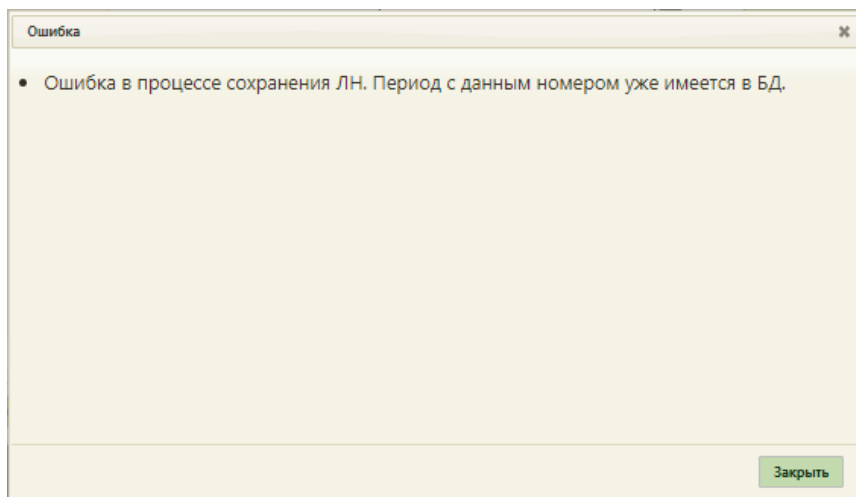 Ошибка
Ошибка в процессе сохранения ЛН. Период с данным номером уже имеется в БД.
Закрыть